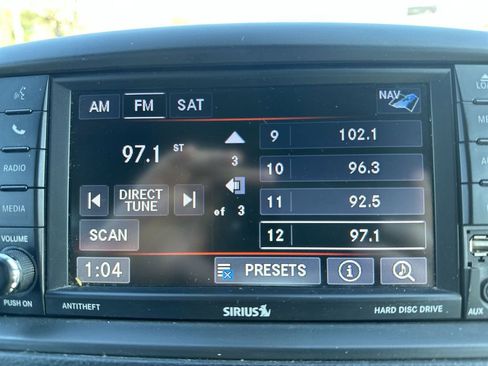 AM FM SAT NAV
LOAD
9 102.1
97.1 ST
3
10 96.3
RADIO
DIRECT TUNE
11 92.5
MEDIA
of 3
SCAN
12 97.1
VOLUME
1:04 PRESETS
PUSH ON
ANTITHEFT SIRIUS HARD DISC DRIVE AUX